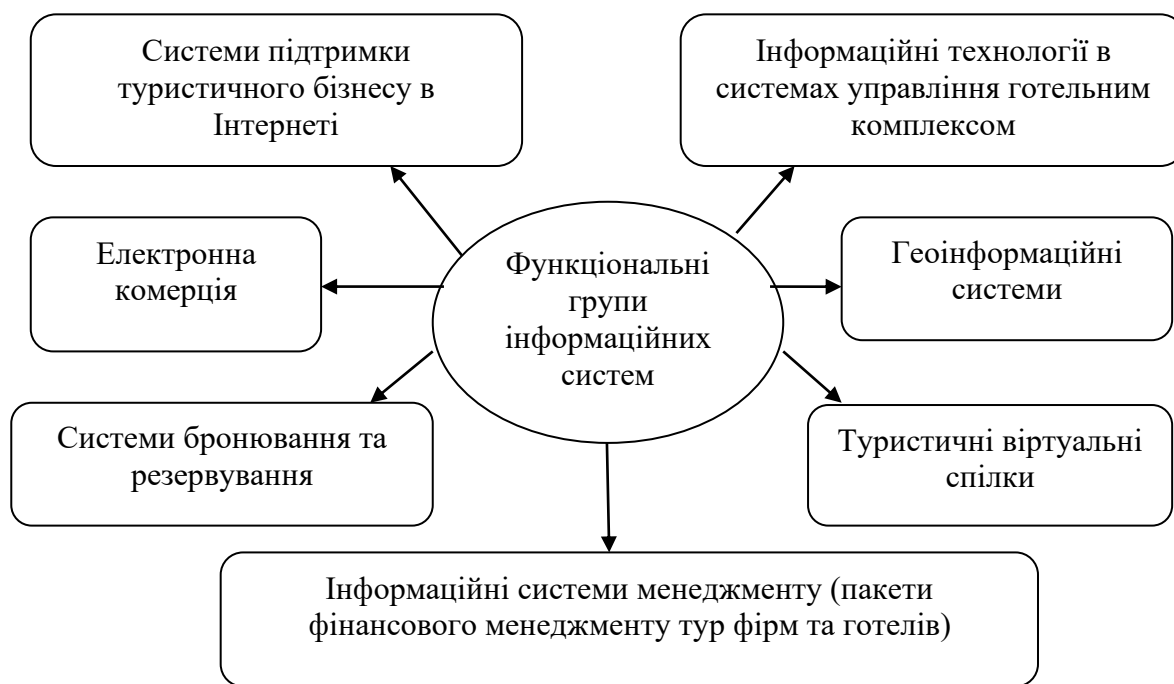 Системи підтримки
туристичного бізнесу в
Інтернеті
Інформаційні технології в
системах управління готельним
комплексом
Електронна
комерція
Функціональні
групи
інформаційних
систем
Геоінформаційні
системи
Системи бронювання та
резервування
Туристичні віртуальні
спілки
Інформаційні системи менеджменту (пакети
фінансового менеджменту тур фірм та готелів)